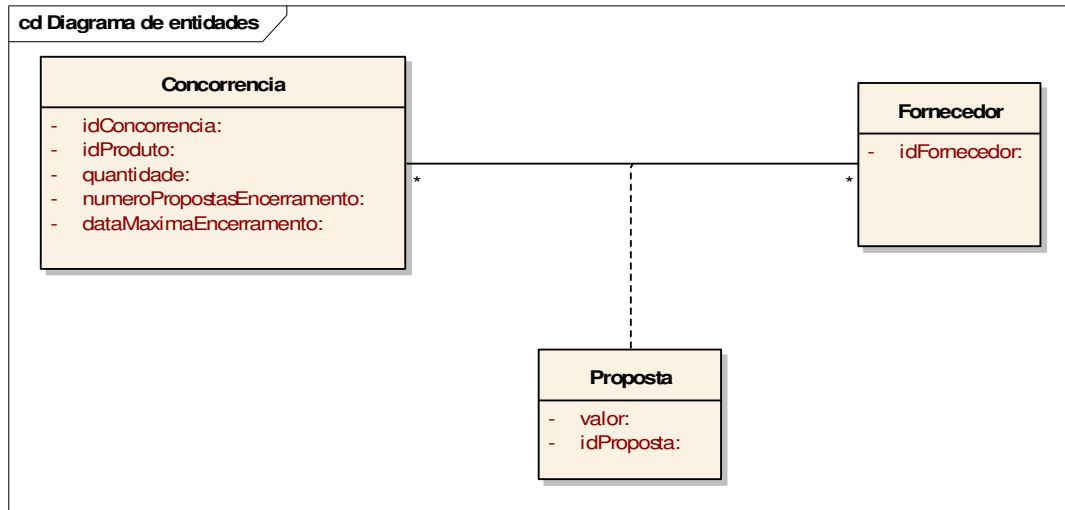 cd Diagrama de entidades
Concorrencia
- idConcorrencia:
- idProduto:
- quantidade:
- numeroPropostasEncerramento:
- dataMaximaEncerramento:
Fornecedor
- idFornecedor:
*
*
Proposta
- valor:
- idProposta: